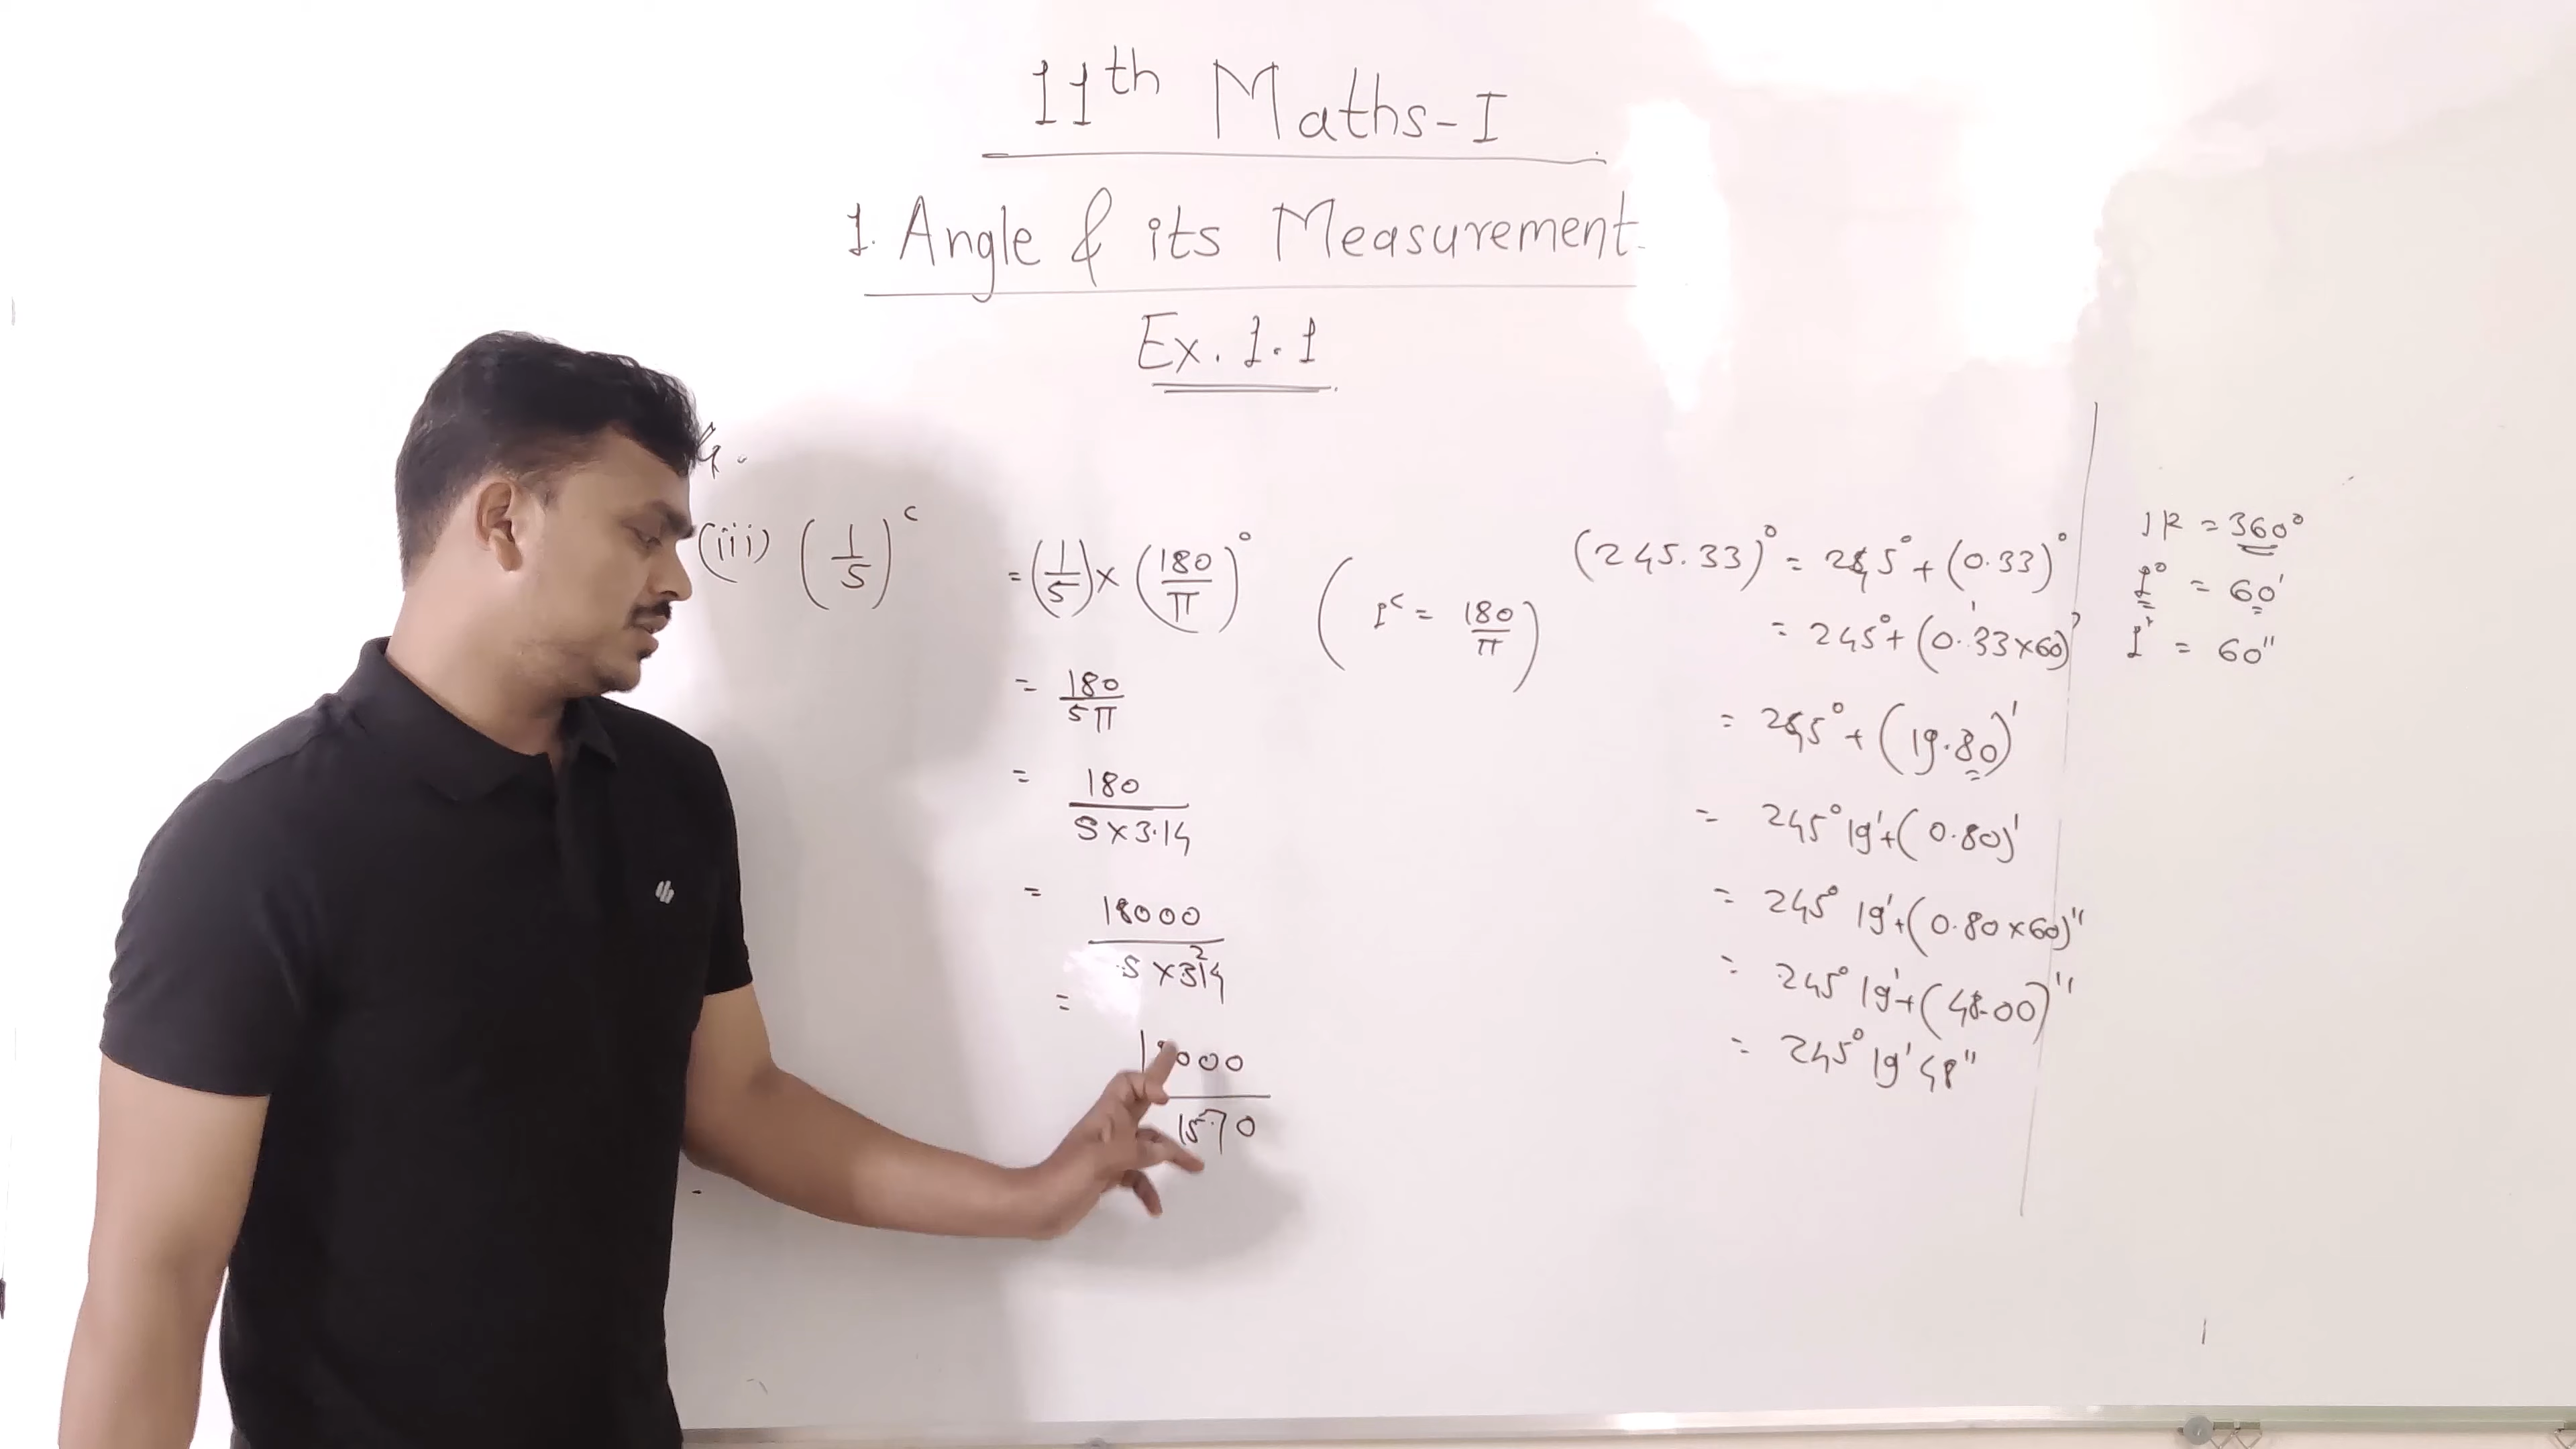 11th Maths-I
1. Angle & its Measurement.
Ex. 1.1
4.
(iii) (1/5)^c = (1/5) × (180/π)° (1^c = 180/π)
= 180/5π
= 180/5×3.14
= 18000/5×314
= 18000/1570
(245.33)° = 245° + (0.33)°
= 245° + (0.33×60)'
= 245° + (19.80)'
= 245° 19' + (0.80)'
= 245° 19' + (0.80×60)"
= 245° 19' + (48.00)"
= 245° 19' 48"
1R = 360°
1° = 60'
1' = 60"